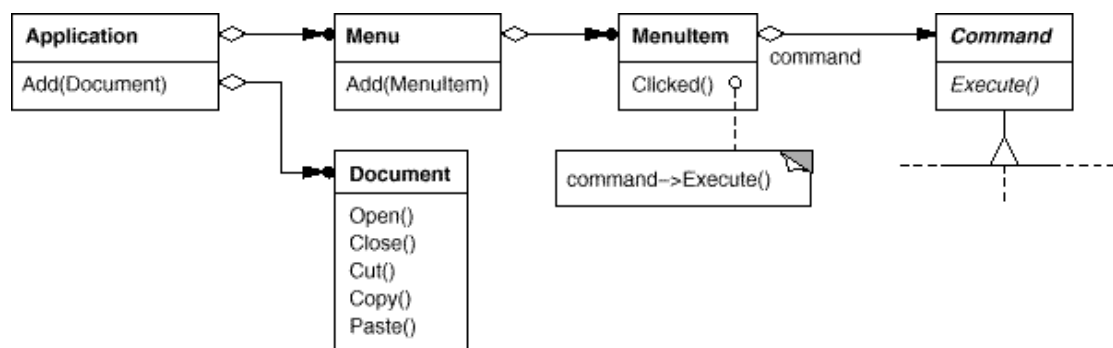 Application
Add(Document)
Menu
Add(MenuItem)
MenuItem
Clicked()
command
Command
Execute()
command->Execute()
Document
Open()
Close()
Cut()
Copy()
Paste()